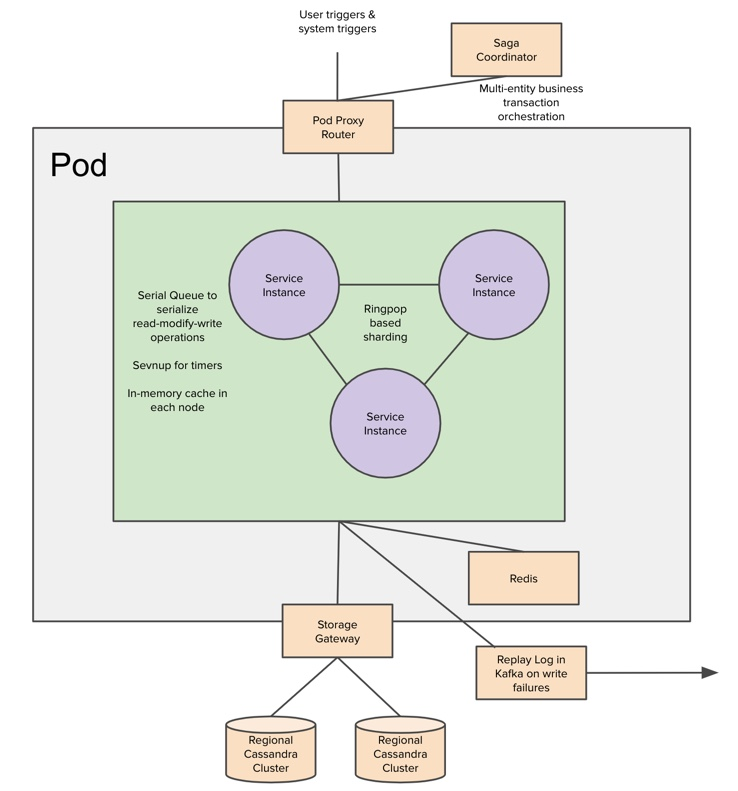 User triggers &
system triggers
Saga
Coordinator
Multi-entity business
transaction
orchestration
Pod Proxy
Router
Pod
Service
Instance
Service
Instance
Serial Queue to
serialize
read-modify-write
operations
Sevnup for timers
In-memory cache in
each node
Ringpop
based
sharding
Service
Instance
Redis
Storage
Gateway
Replay Log in
Kafka on write
failures
Regional
Cassandra
Cluster
Regional
Cassandra
Cluster